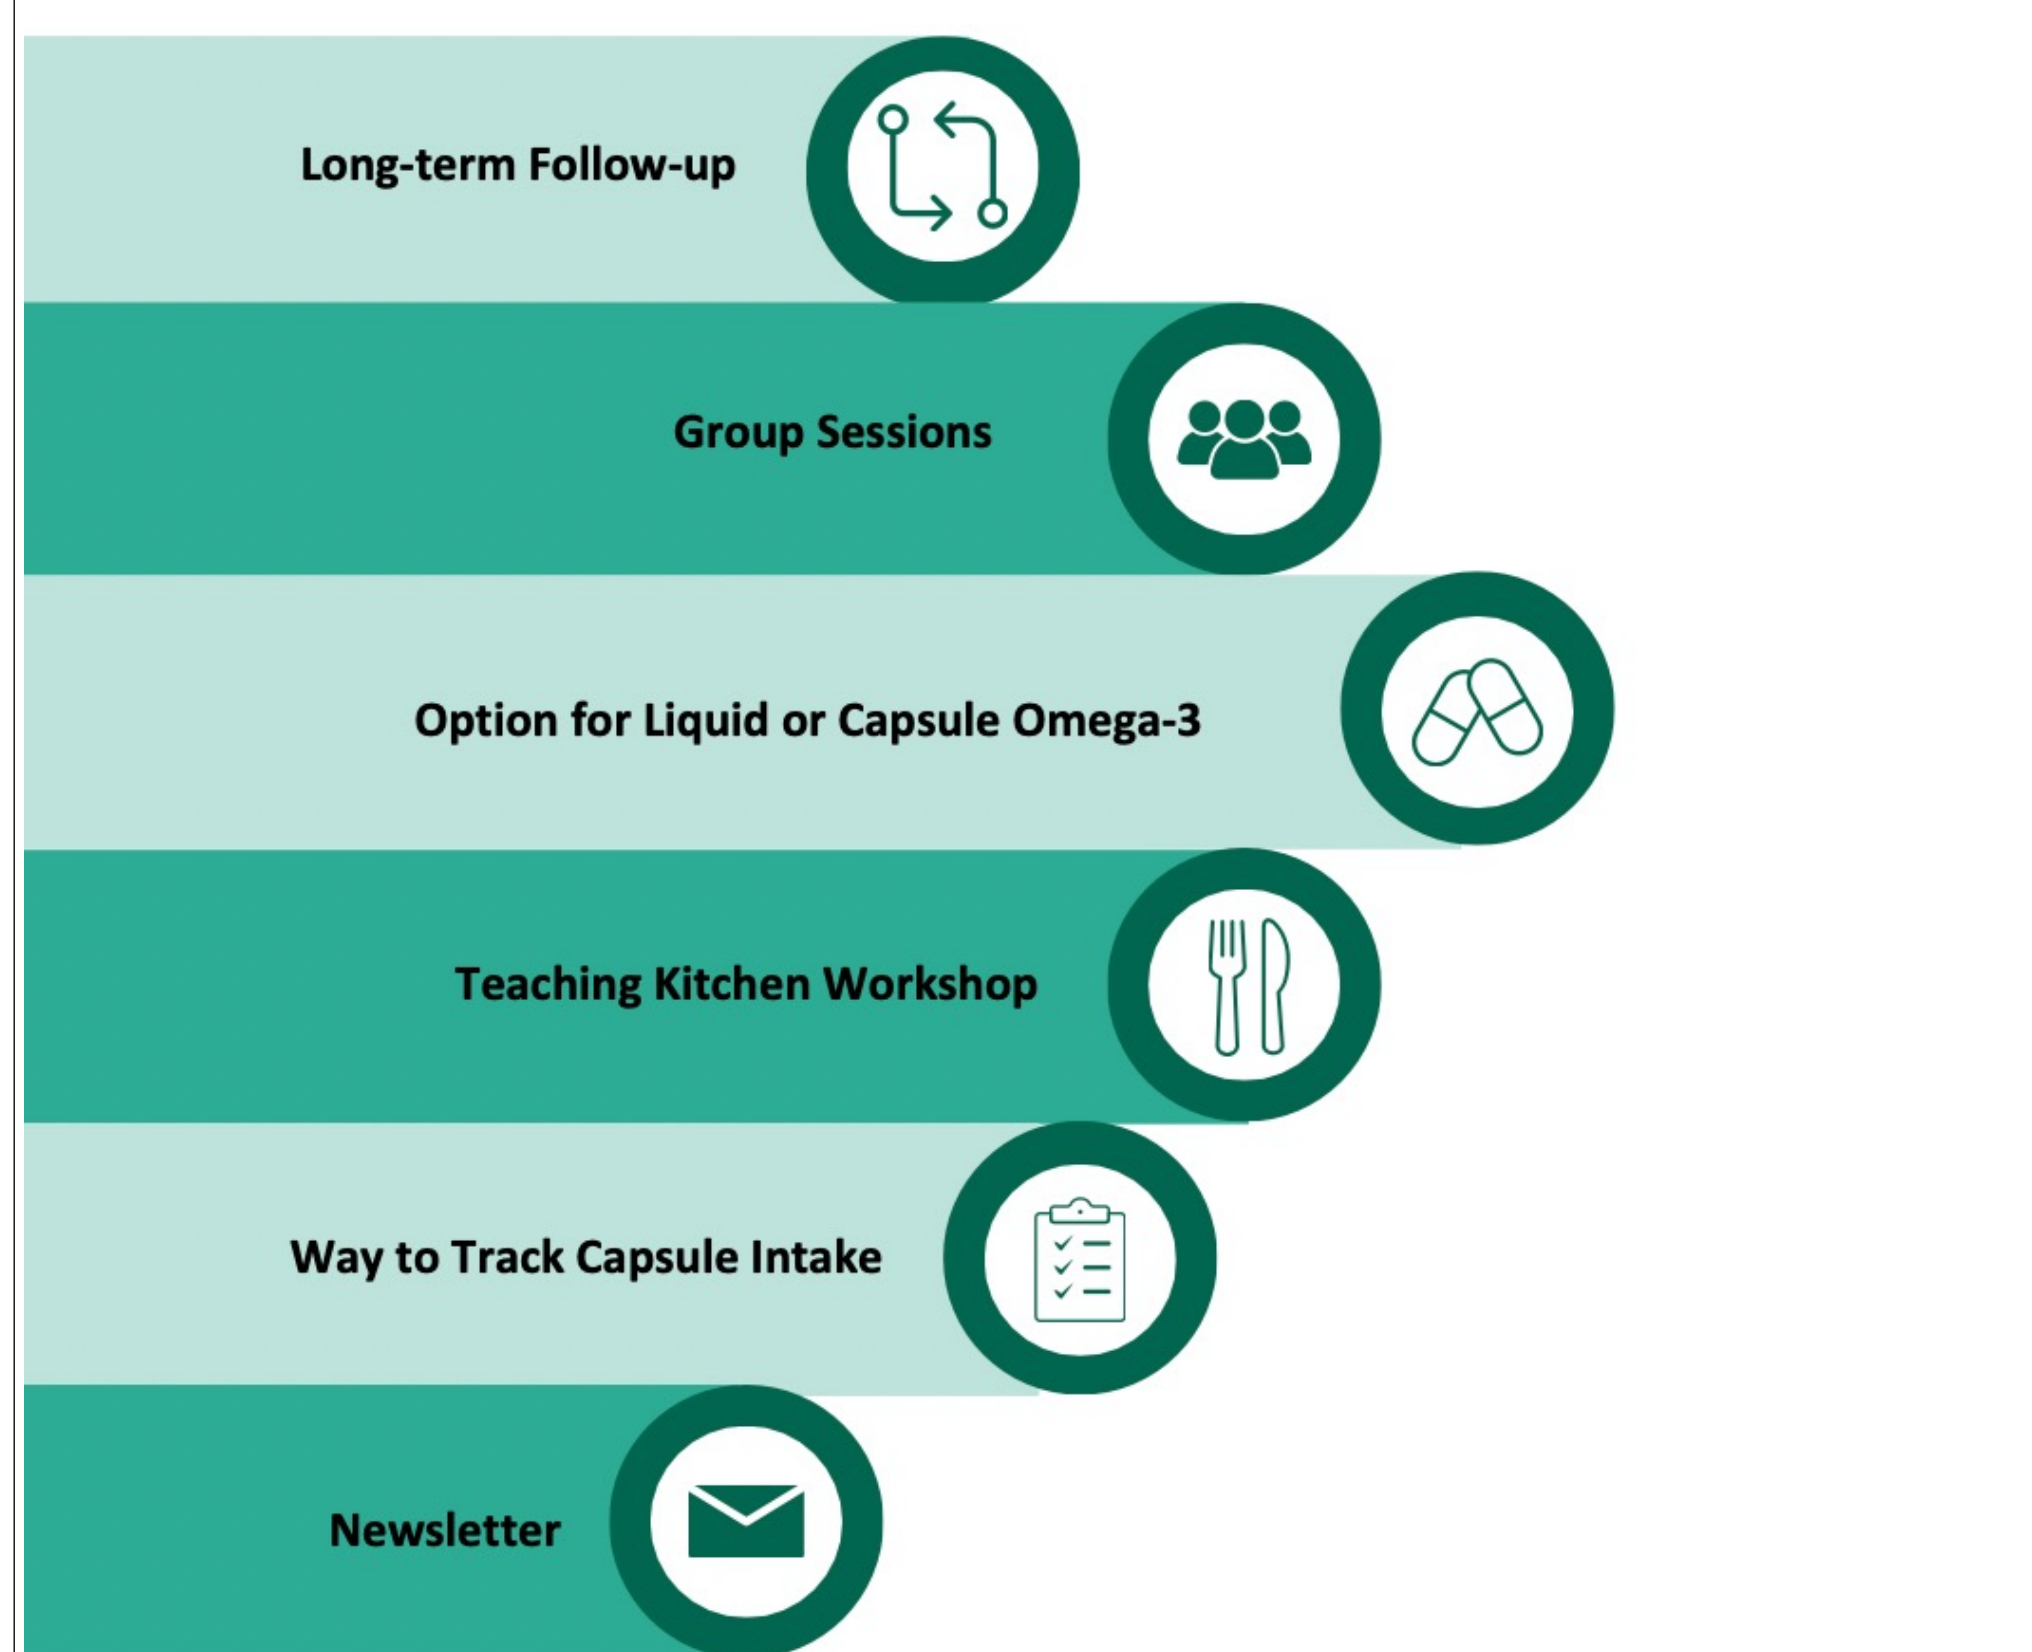 Long-term Follow-up
Group Sessions
Option for Liquid or Capsule Omega-3
Teaching Kitchen Workshop
Way to Track Capsule Intake
Newsletter